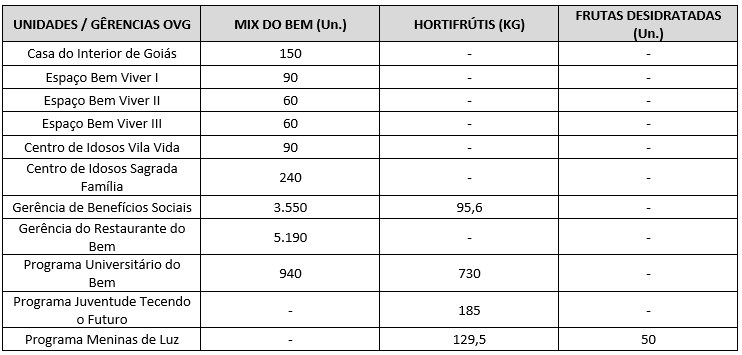 UNIDADES / GÊRENCIAS OVG MIX DO BEM (Un.) HORTIFRÚTIS (KG) FRUTAS DESIDRATADAS
(Un.)
Casa do Interior de Goiás 150 - -
Espaço Bem Viver I 90 - -
Espaço Bem Viver II 60 - -
Espaço Bem Viver III 60 - -
Centro de Idosos Vila Vida 90 - -
Centro de Idosos Sagrada
Família 240 - -
Gerência de Benefícios Sociais 3.550 95,6 -
Gerência do Restaurante do
Bem 5.190 - -
Programa Universitário do
Bem 940 730 -
Programa Juventude Tecendo
o Futuro - 185 -
Programa Meninas de Luz - 129,5 50